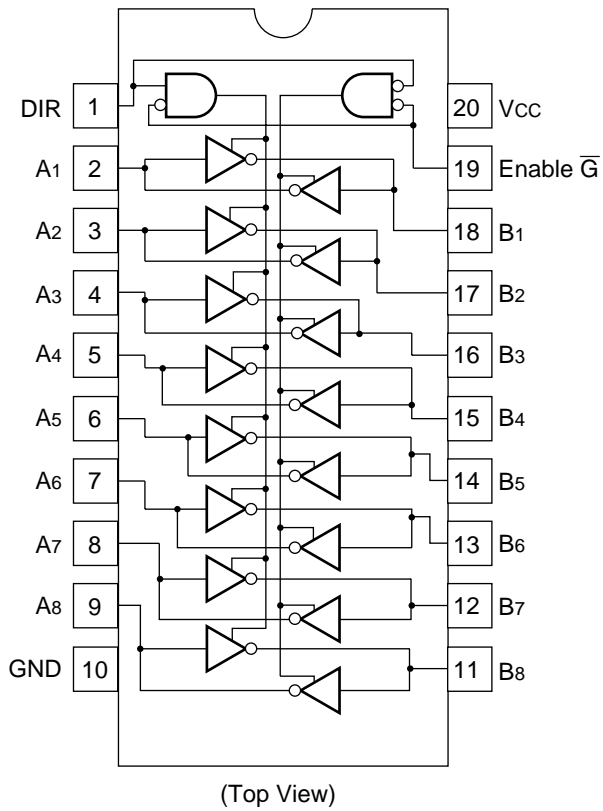 DIR 1 20 VCC
A1 2 19 Enable G̅
A2 3 18 B1
A3 4 17 B2
A4 5 16 B3
A5 6 15 B4
A6 7 14 B5
A7 8 13 B6
A8 9 12 B7
GND 10 11 B8
(Top View)